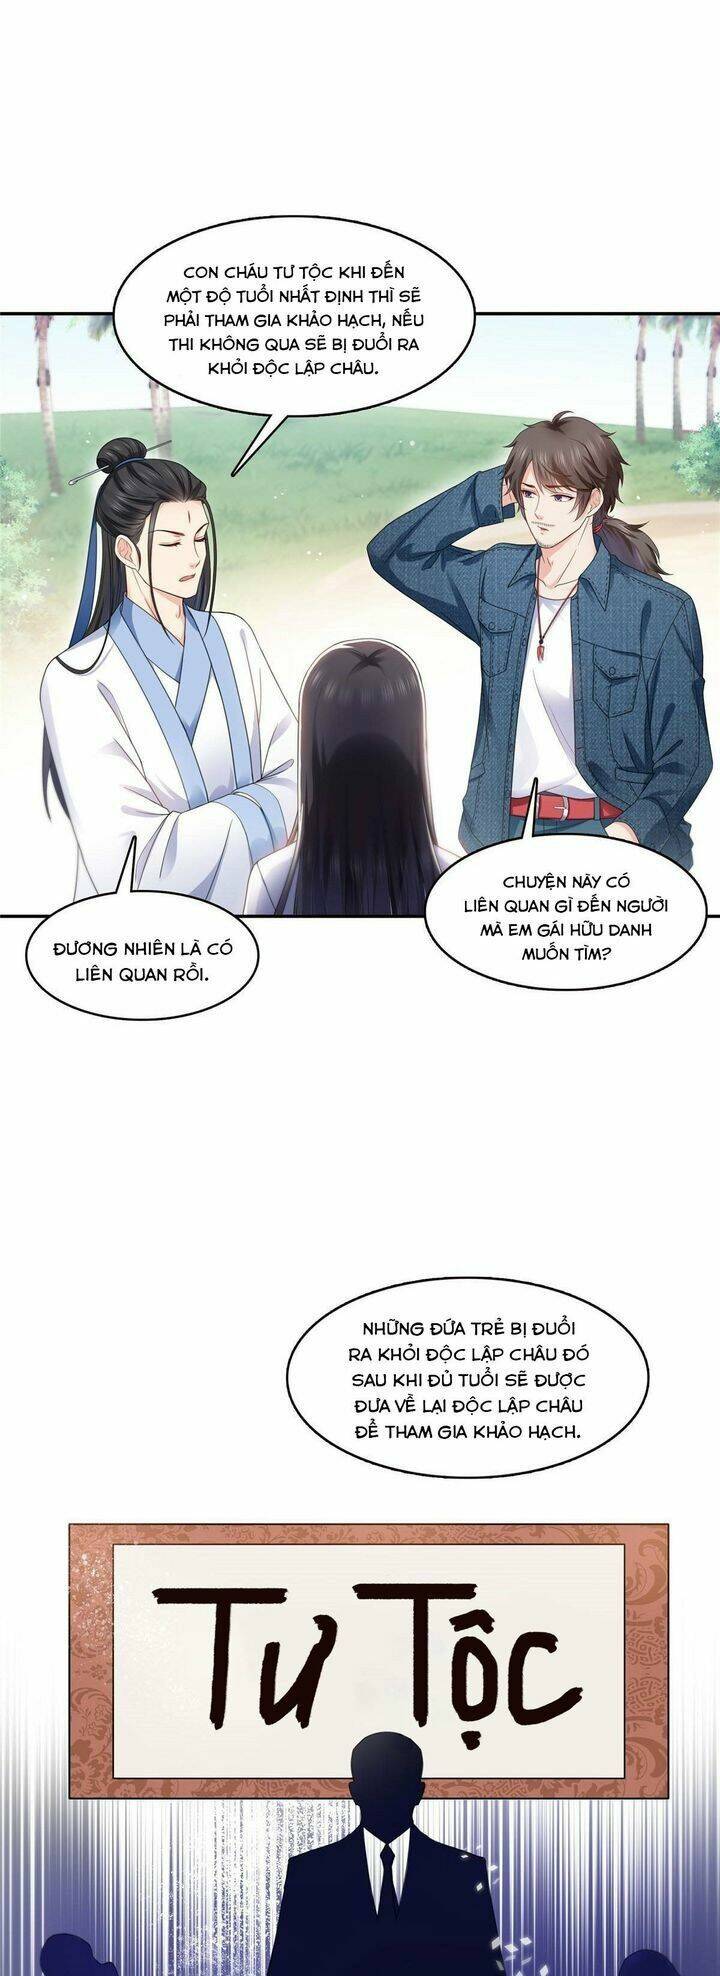 CON CHÁU TƯ TỘC KHI ĐẾN
MỘT ĐỘ TUỔI NHẤT ĐỊNH THÌ SẼ
PHẢI THAM GIA KHẢO HẠCH, NẾU
THI KHÔNG QUA SẼ BỊ ĐUỔI RA
KHỎI ĐỘC LẬP CHÂU.
CHUYỆN NÀY CÓ
LIÊN QUAN GÌ ĐẾN NGƯỜI
MÀ EM GÁI HỮU DANH
MUỐN TÌM?
ĐƯƠNG NHIÊN LÀ CÓ
LIÊN QUAN RỒI.
NHỮNG ĐỨA TRẺ BỊ ĐUỔI
RA KHỎI ĐỘC LẬP CHÂU ĐÓ
SAU KHI ĐỦ TUỔI SẼ ĐƯỢC
ĐƯA VỀ LẠI ĐỘC LẬP CHÂU
ĐỂ THAM GIA KHẢO HẠCH.
TƯ TỘC